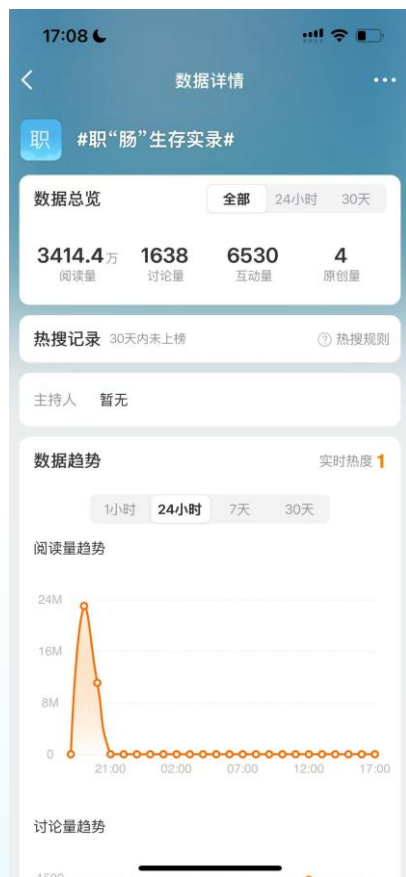 17:08
数据详情
职 #职“肠”生存实录#
数据总览 全部 24小时 30天
3414.4万 1638 6530 4
阅读量 讨论量 互动量 原创量
热搜记录 30天内未上榜 ? 热搜规则
主持人 暂无
数据趋势 实时热度 1
1小时 24小时 7天 30天
阅读量趋势
24M
16M
8M
0
21:00 02:00 07:00 12:00 17:00
讨论量趋势
1500